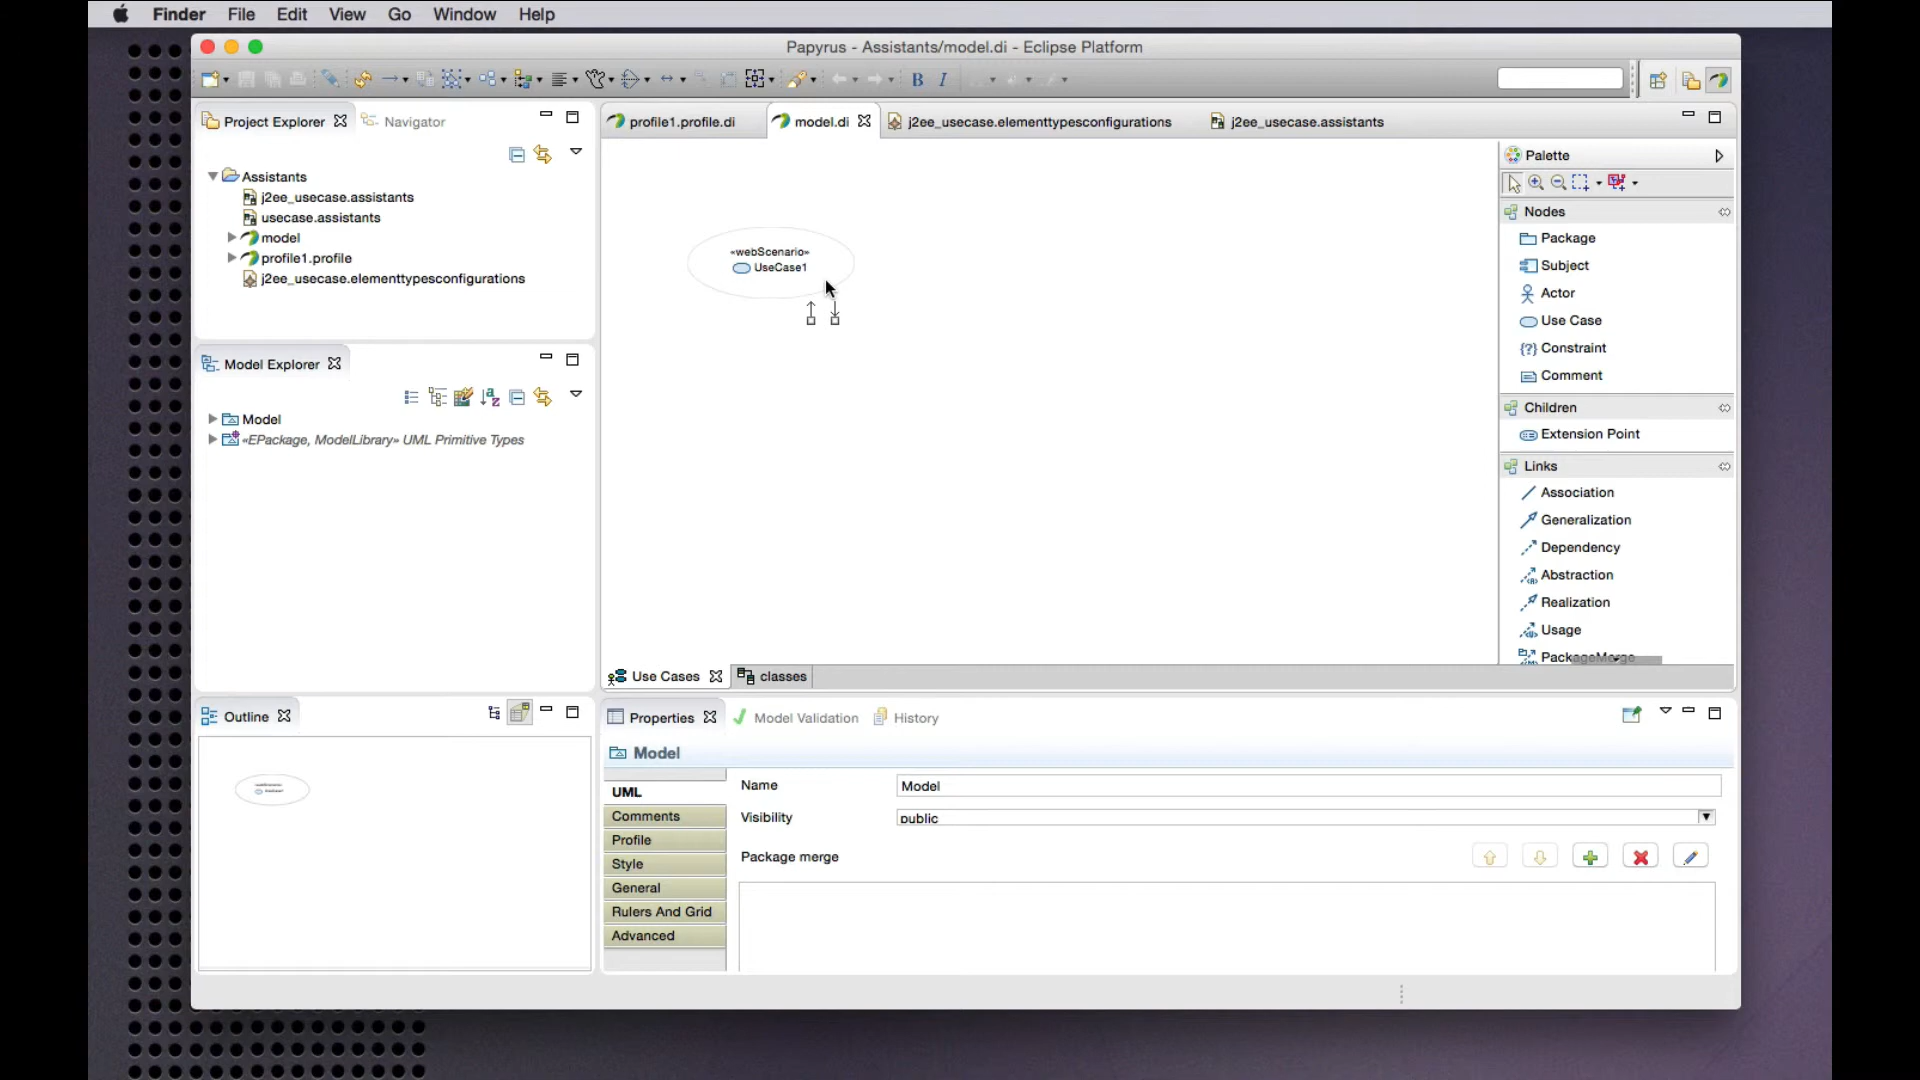 Finder File Edit View Go Window Help
Papyrus - Assistants/model.di - Eclipse Platform
B I
Project Explorer Navigator
Assistants
j2ee_usecase.assistants
usecase.assistants
model
profile1.profile
j2ee_usecase.elementtypesconfigurations
Model Explorer
Model
«EPackage, ModelLibrary» UML Primitive Types
Outline
profile1.profile.di model.di j2ee_usecase.elementtypesconfigurations j2ee_usecase.assistants
«webScenario»
UseCase1
Palette
Nodes
Package
Subject
Actor
Use Case
Constraint
Comment
Children
Extension Point
Links
Association
Generalization
Dependency
Abstraction
Realization
Usage
PackageMerge
Use Cases classes
Properties Model Validation History
Model
UML
Comments
Profile
Style
General
Rulers And Grid
Advanced
Name Model
Visibility public
Package merge